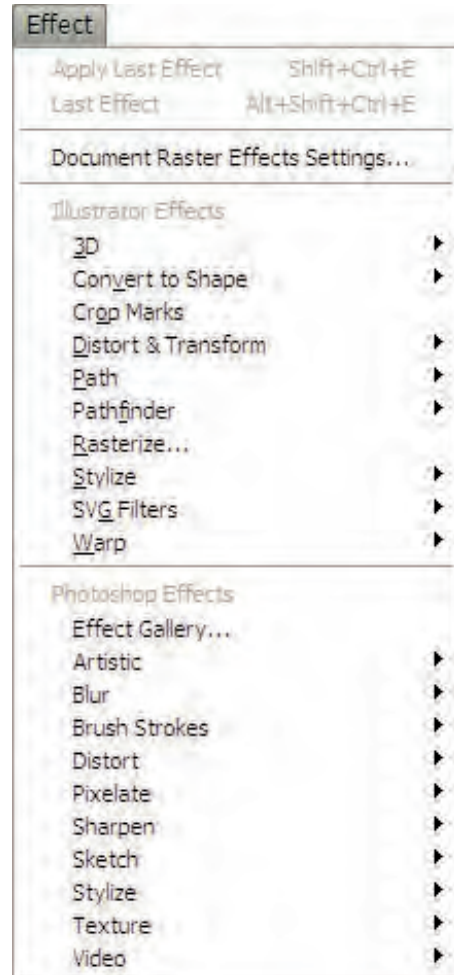 Effect
Apply Last Effect Shift+Ctrl+E
Last Effect Alt+Shift+Ctrl+E
Document Raster Effects Settings...
Illustrator Effects
3D
Convert to Shape
Crop Marks
Distort & Transform
Path
Pathfinder
Rasterize...
Stylize
SVG Filters
Warp
Photoshop Effects
Effect Gallery...
Artistic
Blur
Brush Strokes
Distort
Pixelate
Sharpen
Sketch
Stylize
Texture
Video